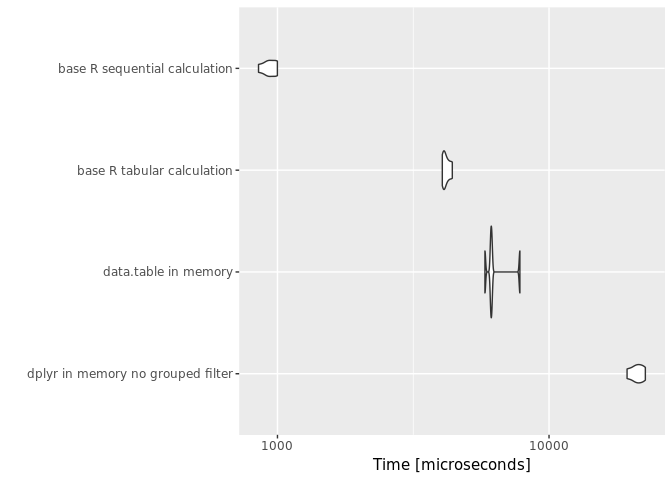 base R sequential calculation
base R tabular calculation
data.table in memory
dplyr in memory no grouped filter
1000 10000
Time [microseconds]